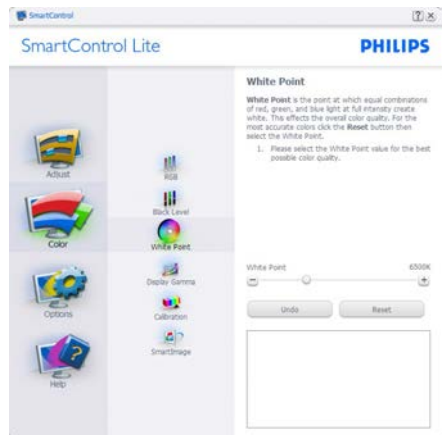 SmartControl
SmartControl Lite
PHILIPS
Adjust
Color
Options
Help
RGB
Black Level
White Point
Display Gamma
Calibration
SmartImage
White Point
White Point is the point at which equal combinations
of red, green, and blue light at full intensity create
white. This effects the overall color quality. For the
most accurate colors click the Reset button then
select the White Point.
1. Please select the White Point value for the best
possible color quality.
White Point 6500K
Undo Reset